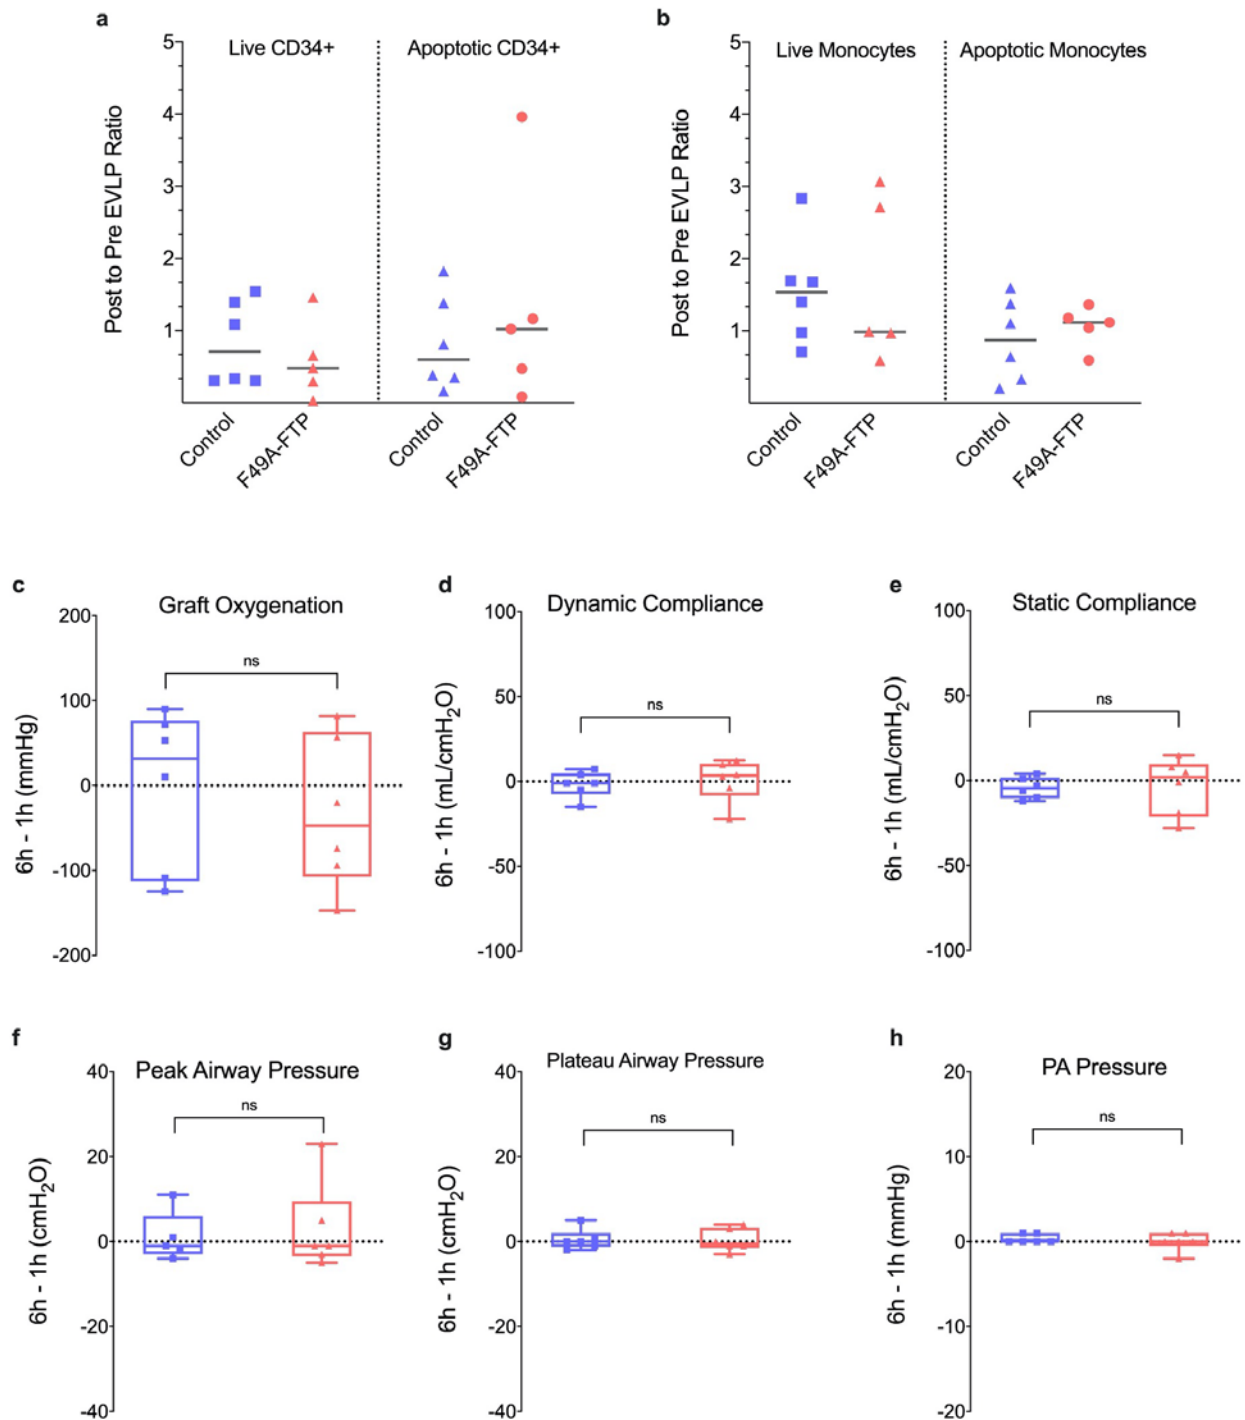 a
Live CD34+
Apoptotic CD34+
Post to Pre EVLP Ratio
5
4
3
2
1
Control
F49A-FTP
Control
F49A-FTP
b
Live Monocytes
Apoptotic Monocytes
Post to Pre EVLP Ratio
5
4
3
2
1
Control
F49A-FTP
Control
F49A-FTP
c
Graft Oxygenation
6h - 1h (mmHg)
200
100
0
-100
-200
ns
d
Dynamic Compliance
6h - 1h (mL/cmH₂O)
100
50
0
-50
-100
ns
e
Static Compliance
6h - 1h (mL/cmH₂O)
100
50
0
-50
-100
ns
f
Peak Airway Pressure
6h - 1h (cmH₂O)
40
20
0
-20
-40
ns
g
Plateau Airway Pressure
6h - 1h (cmH₂O)
40
20
0
-20
-40
ns
h
PA Pressure
6h - 1h (mmHg)
20
10
0
-10
-20
ns